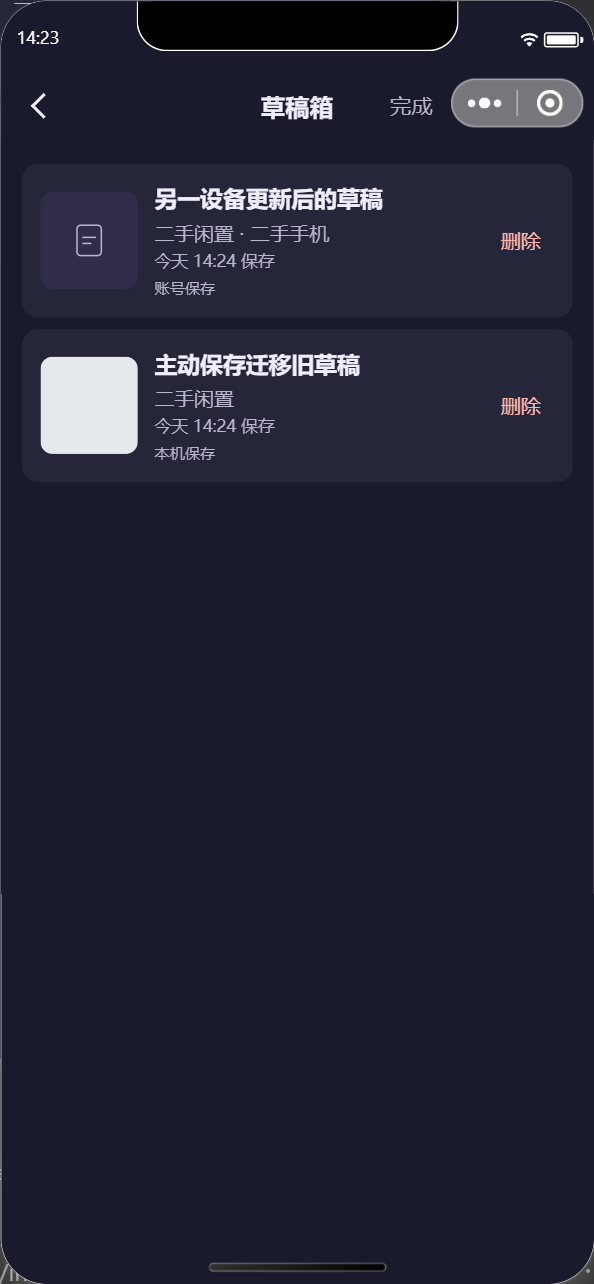 14:23
草稿箱 完成
另一设备更新后的草稿
二手闲置 · 二手手机
今天 14:24 保存
账号保存
删除
主动保存迁移旧草稿
二手闲置
今天 14:24 保存
本机保存
删除